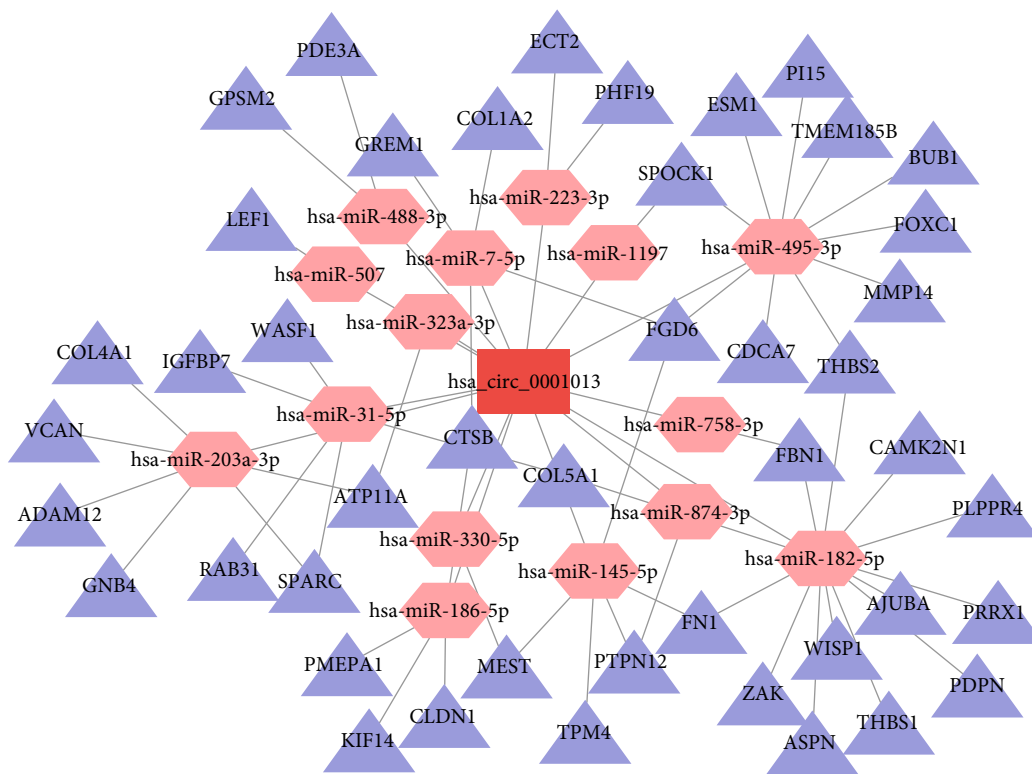 ECT2
PDE3A
PI15
GPSM2
PHF19
ESM1
COL1A2
TMEM185B
GREM1
BUB1
SPOCK1
hsa-miR-223-3p
hsa-miR-488-3p
LEF1
FOXC1
hsa-miR-1197
hsa-miR-495-3p
hsa-miR-7-5p
hsa-miR-507
MMP14
hsa-miR-323a-3p
WASF1
FGD6
COL4A1
IGFBP7
CDCA7
THBS2
hsa_circ_0001013
hsa-miR-31-5p
hsa-miR-758-3p
VCAN
CTSB
CAMK2N1
hsa-miR-203a-3p
FBN1
COL5A1
ATP11A
PLPPR4
ADAM12
hsa-miR-874-3p
hsa-miR-330-5p
hsa-miR-182-5p
RAB31
SPARC
hsa-miR-145-5p
GNB4
AJUBA
PRRX1
hsa-miR-186-5p
FN1
WISP1
PMEPA1
MEST
PTPN12
PDPN
ZAK
CLDN1
THBS1
TPM4
KIF14
ASPN